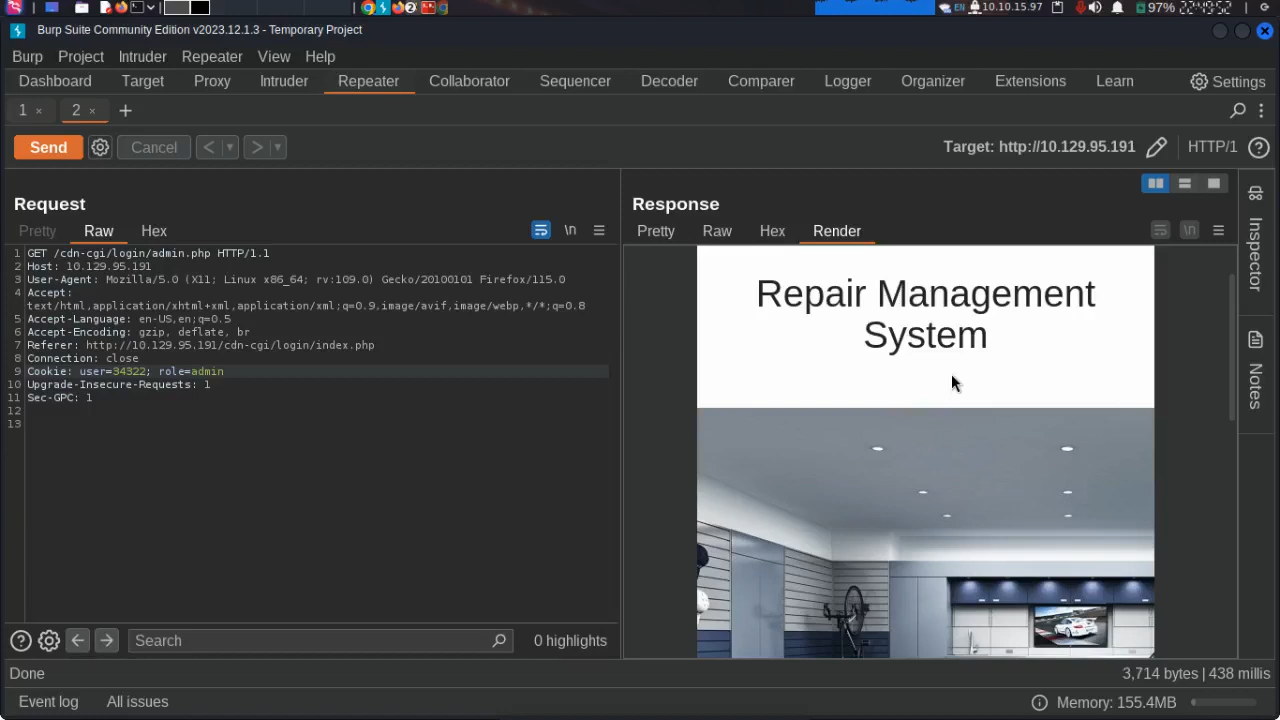 EN 10.10.15.97 97% 22:49:52
Burp Suite Community Edition v2023.12.1.3 - Temporary Project
Burp Project Intruder Repeater View Help
Dashboard Target Proxy Intruder Repeater Collaborator Sequencer Decoder Comparer Logger Organizer Extensions Learn Settings
1 × 2 × +
Send Cancel < > Target: http://10.129.95.191 HTTP/1 ?
Request
Pretty Raw Hex \n
1 GET /cdn-cgi/login/admin.php HTTP/1.1
2 Host: 10.129.95.191
3 User-Agent: Mozilla/5.0 (X11; Linux x86_64; rv:109.0) Gecko/20100101 Firefox/115.0
4 Accept:
text/html,application/xhtml+xml,application/xml;q=0.9,image/avif,image/webp,*/*;q=0.8
5 Accept-Language: en-US,en;q=0.5
6 Accept-Encoding: gzip, deflate, br
7 Referer: http://10.129.95.191/cdn-cgi/login/index.php
8 Connection: close
9 Cookie: user=34322; role=admin
10 Upgrade-Insecure-Requests: 1
11 Sec-GPC: 1
12
13
? Search 0 highlights
Response
Pretty Raw Hex Render \n
Repair Management
System
Inspector
Notes
Done 3,714 bytes | 438 millis
Event log All issues Memory: 155.4MB